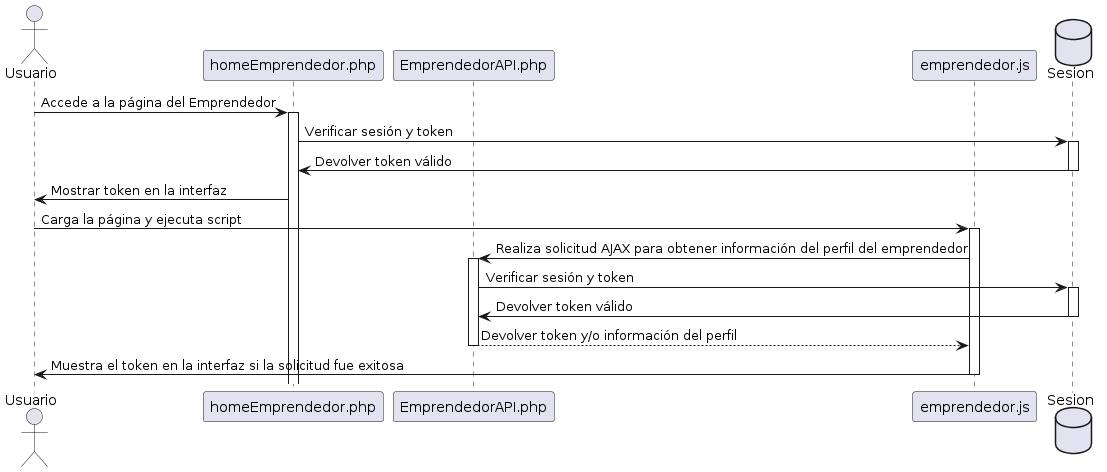 Usuario
homeEmprendedor.php
EmprendedorAPI.php
emprendedor.js
Sesion
Accede a la página del Emprendedor
Verificar sesión y token
Devolver token válido
Mostrar token en la interfaz
Carga la página y ejecuta script
Realiza solicitud AJAX para obtener información del perfil del emprendedor
Verificar sesión y token
Devolver token válido
Devolver token y/o información del perfil
Muestra el token en la interfaz si la solicitud fue exitosa
Usuario
homeEmprendedor.php
EmprendedorAPI.php
emprendedor.js
Sesion